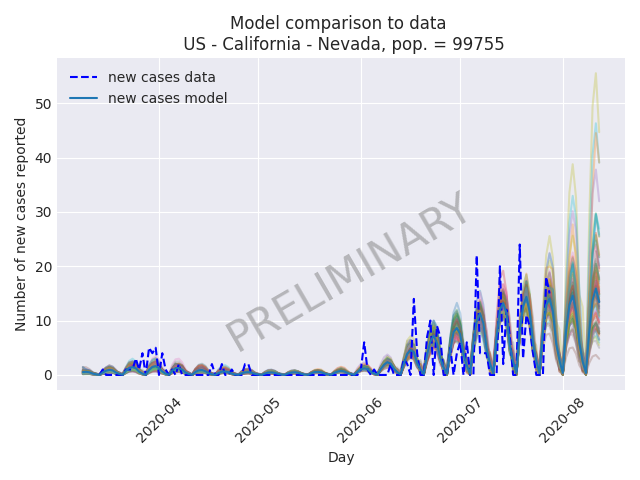 Model comparison to data
US - California - Nevada, pop. = 99755
new cases data
new cases model
Number of new cases reported
50
40
30
20
10
0
PRELIMINARY
2020-04
2020-05
2020-06
2020-07
2020-08
Day